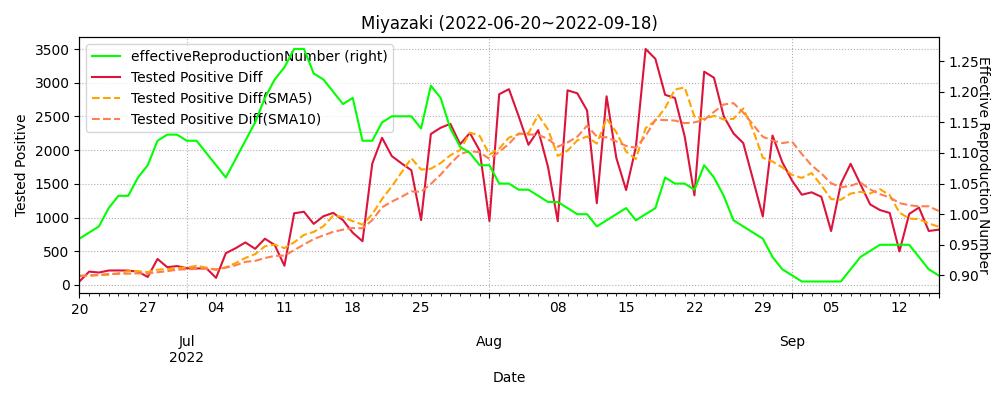 Miyazaki (2022-06-20~2022-09-18)
effectiveReproductionNumber (right)
Tested Positive Diff
Tested Positive Diff(SMA5)
Tested Positive Diff(SMA10)
Tested Positive
3500
3000
2500
2000
1500
1000
500
0
1.25
1.20
1.15
1.10
1.05
1.00
0.95
0.90
Effective Reproduction Number
20 27 04 11 18 25 08 15 22 29 05 12
Jul Aug Sep
2022
Date